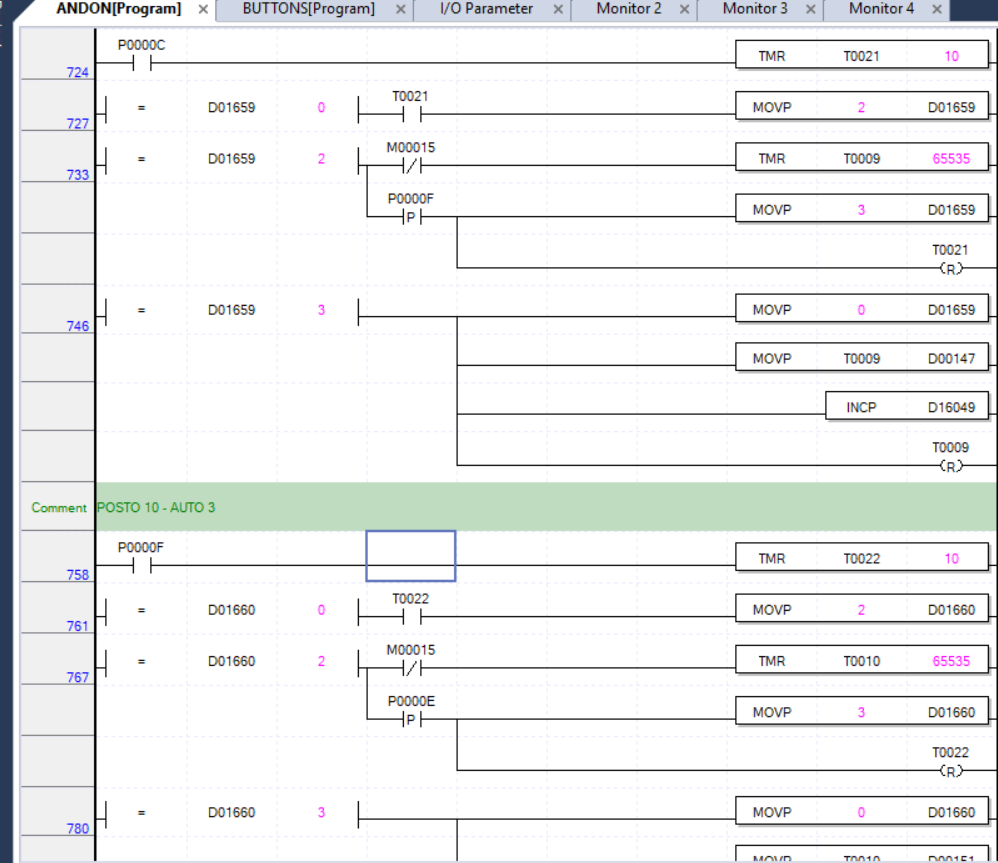 ANDON[Program] × BUTTONS[Program] × I/O Parameter × Monitor 2 × Monitor 3 × Monitor 4 ×
P0000C
724 TMR T0021 10
T0021
727 = D01659 0 MOVP 2 D01659
M00015
733 = D01659 2 TMR T0009 65535
P0000F
P MOVP 3 D01659
T0021
R
746 = D01659 3 MOVP 0 D01659
MOVP T0009 D00147
INCP D16049
T0009
R
Comment POSTO 10 - AUTO 3
P0000F
758 TMR T0022 10
T0022
761 = D01660 0 MOVP 2 D01660
M00015
767 = D01660 2 TMR T0010 65535
P0000E
P MOVP 3 D01660
T0022
R
780 = D01660 3 MOVP 0 D01660
MOVP T0010 D00151